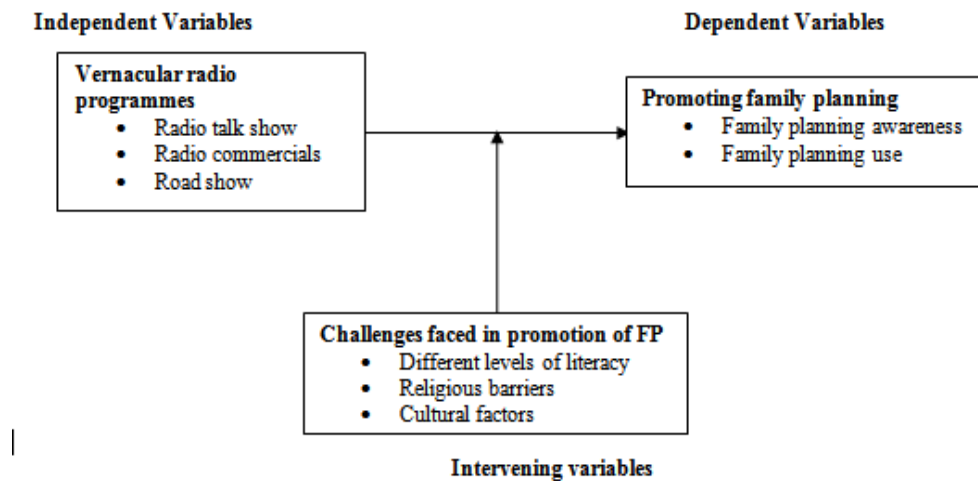 Independent Variables
Dependent Variables
Vernacular radio
programmes
• Radio talk show
• Radio commercials
• Road show
Promoting family planning
• Family planning awareness
• Family planning use
Challenges faced in promotion of FP
• Different levels of literacy
• Religious barriers
• Cultural factors
Intervening variables